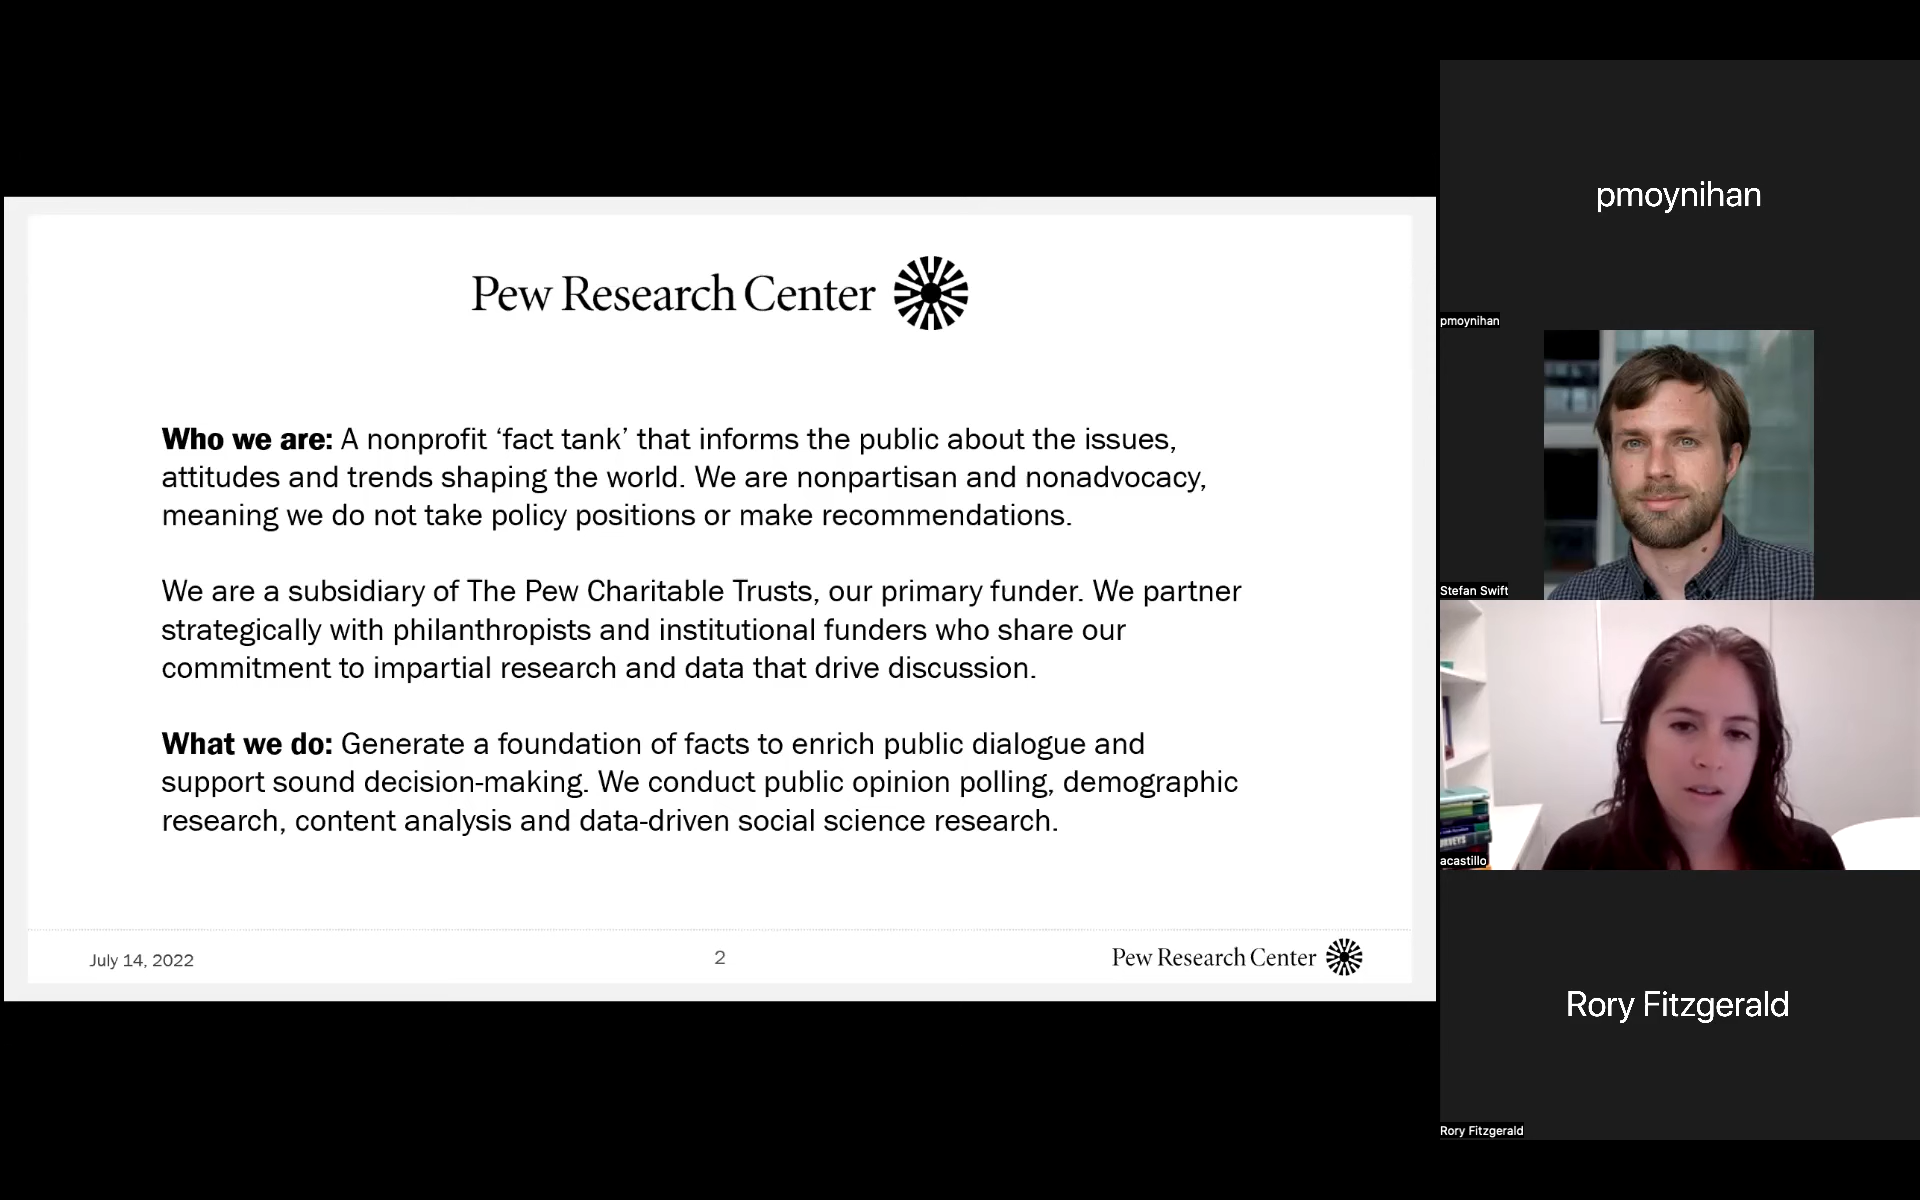 Pew Research Center
Who we are: A nonprofit ‘fact tank’ that informs the public about the issues,
attitudes and trends shaping the world. We are nonpartisan and nonadvocacy,
meaning we do not take policy positions or make recommendations.
We are a subsidiary of The Pew Charitable Trusts, our primary funder. We partner
strategically with philanthropists and institutional funders who share our
commitment to impartial research and data that drive discussion.
What we do: Generate a foundation of facts to enrich public dialogue and
support sound decision-making. We conduct public opinion polling, demographic
research, content analysis and data-driven social science research.
July 14, 2022
2
Pew Research Center
pmoynihan
pmoynihan
Stefan Swift
acastillo
Rory Fitzgerald
Rory Fitzgerald